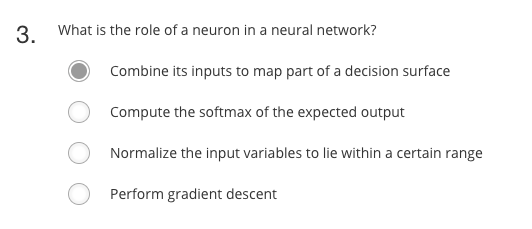 3. What is the role of a neuron in a neural network?
Combine its inputs to map part of a decision surface
Compute the softmax of the expected output
Normalize the input variables to lie within a certain range
Perform gradient descent